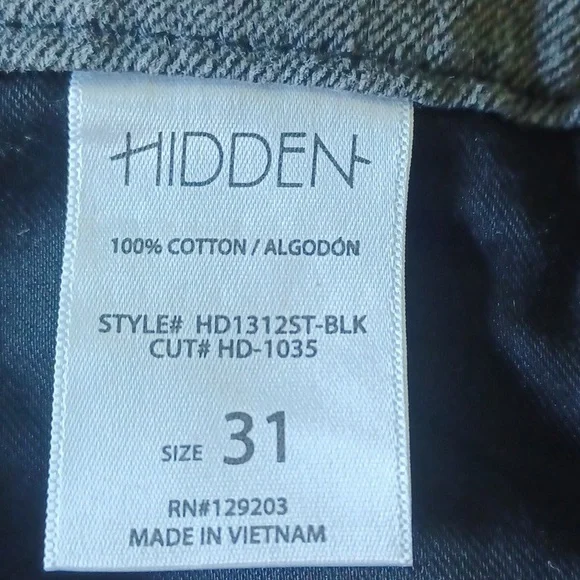 HIDDEN
100% COTTON / ALGODÓN
STYLE# HD1312ST-BLK
CUT# HD-1035
SIZE 31
RN#129203
MADE IN VIETNAM